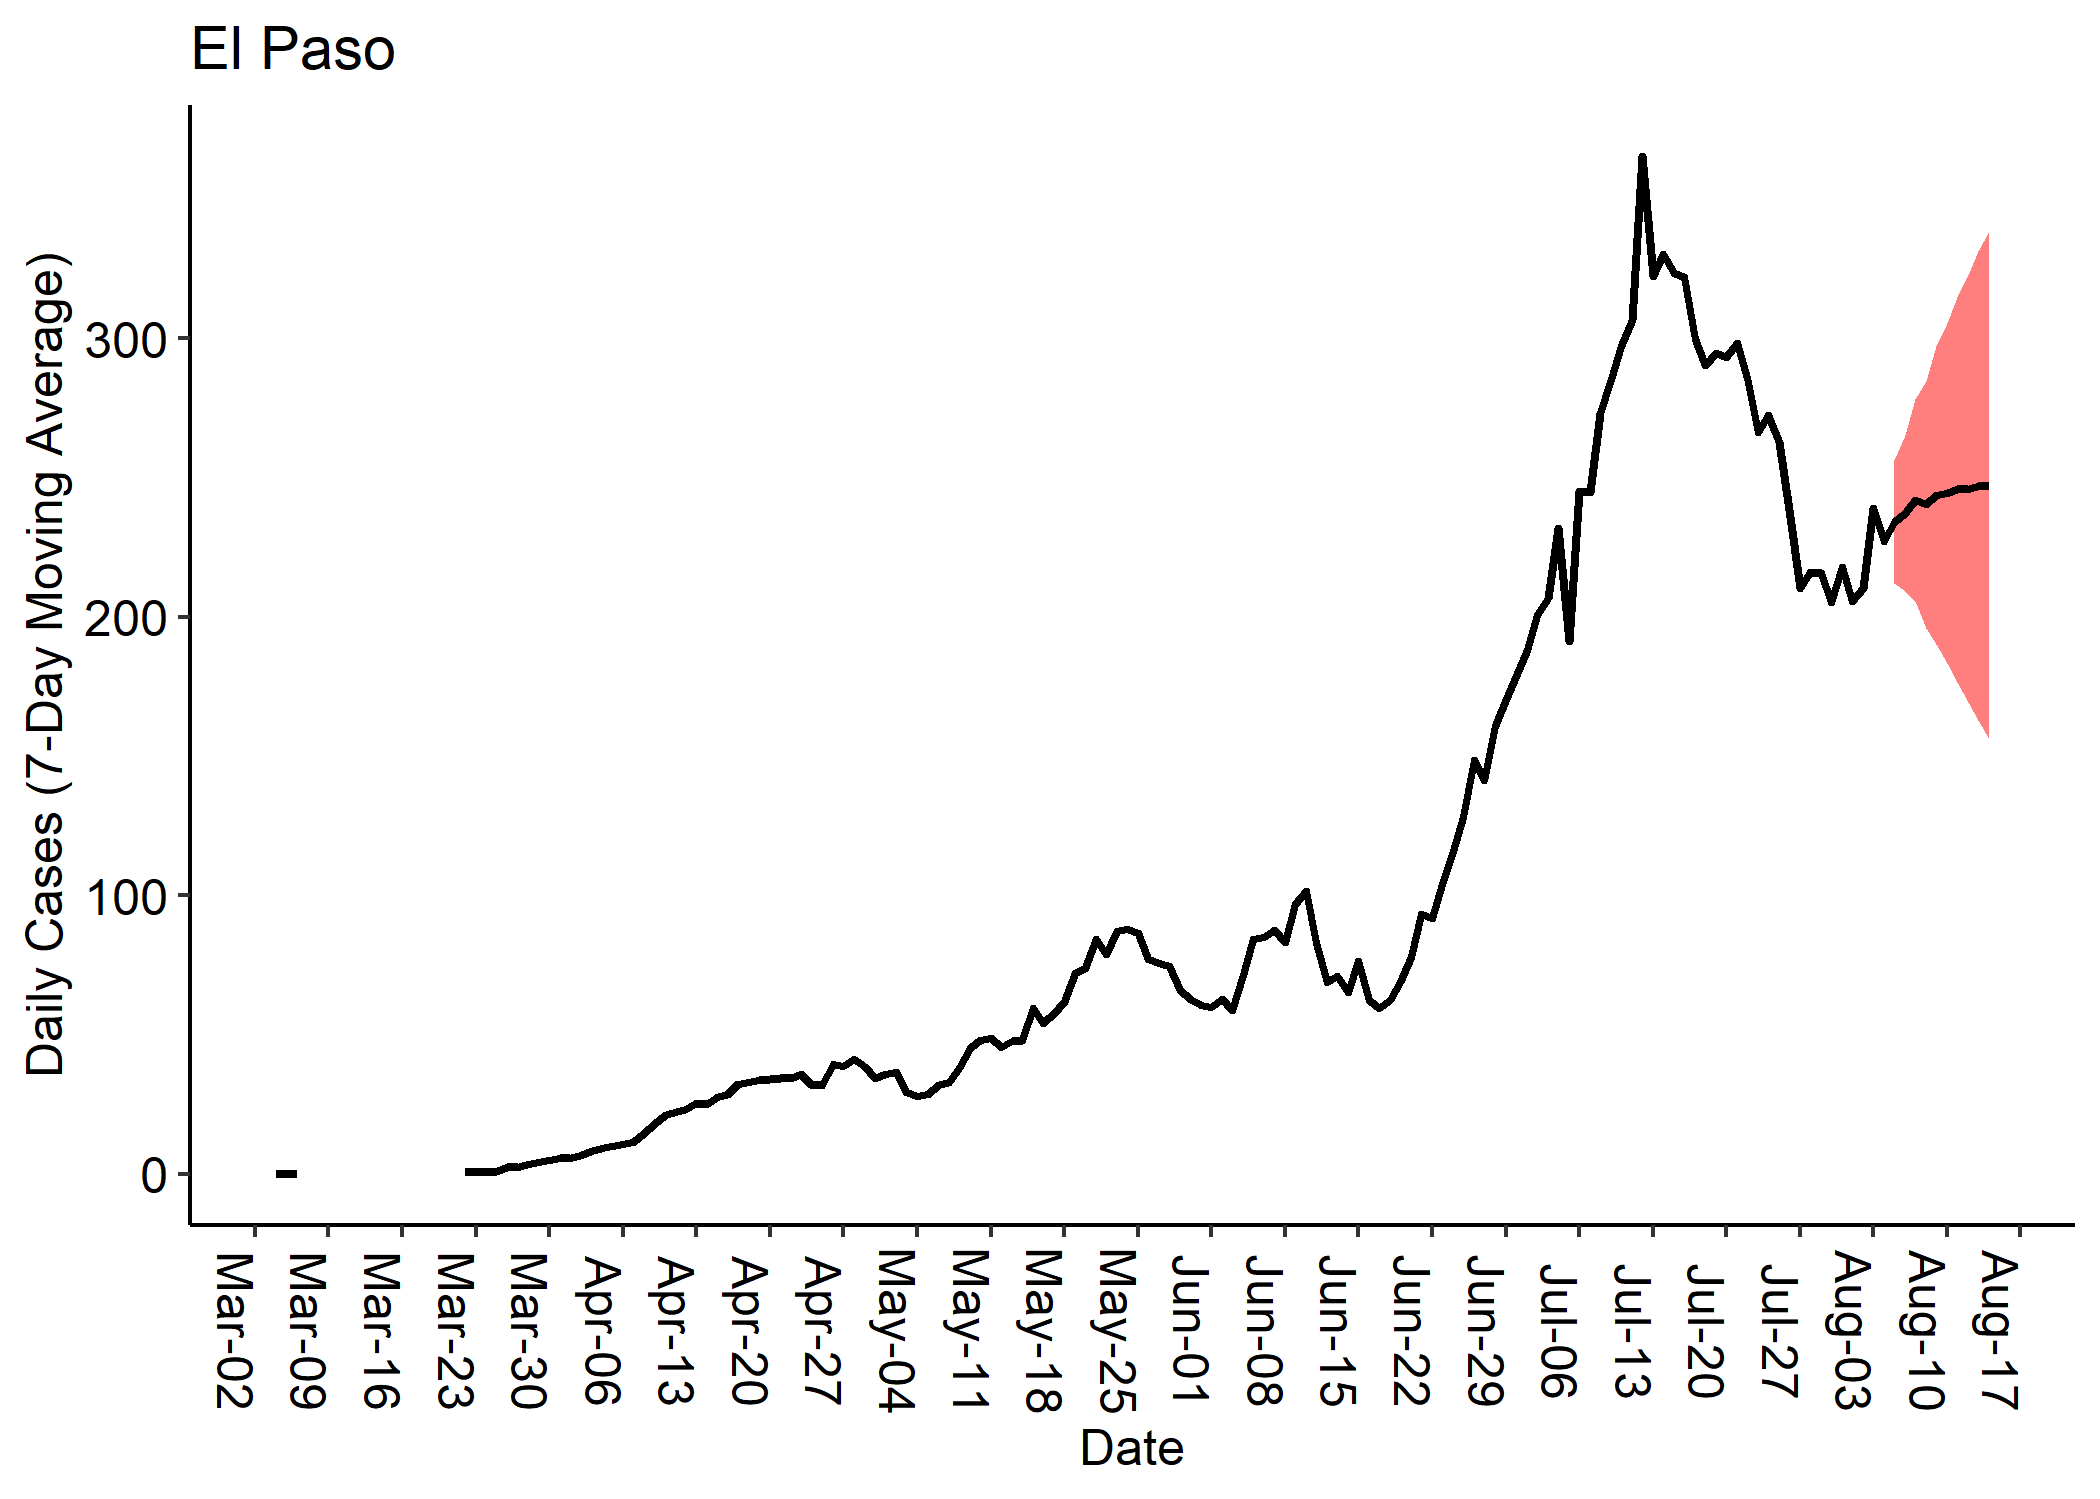 El Paso
Daily Cases (7-Day Moving Average)
300
200
100
0
Mar-02
Mar-09
Mar-16
Mar-23
Mar-30
Apr-06
Apr-13
Apr-20
Apr-27
May-04
May-11
May-18
May-25
Jun-01
Jun-08
Jun-15
Jun-22
Jun-29
Jul-06
Jul-13
Jul-20
Jul-27
Aug-03
Aug-10
Aug-17
Date